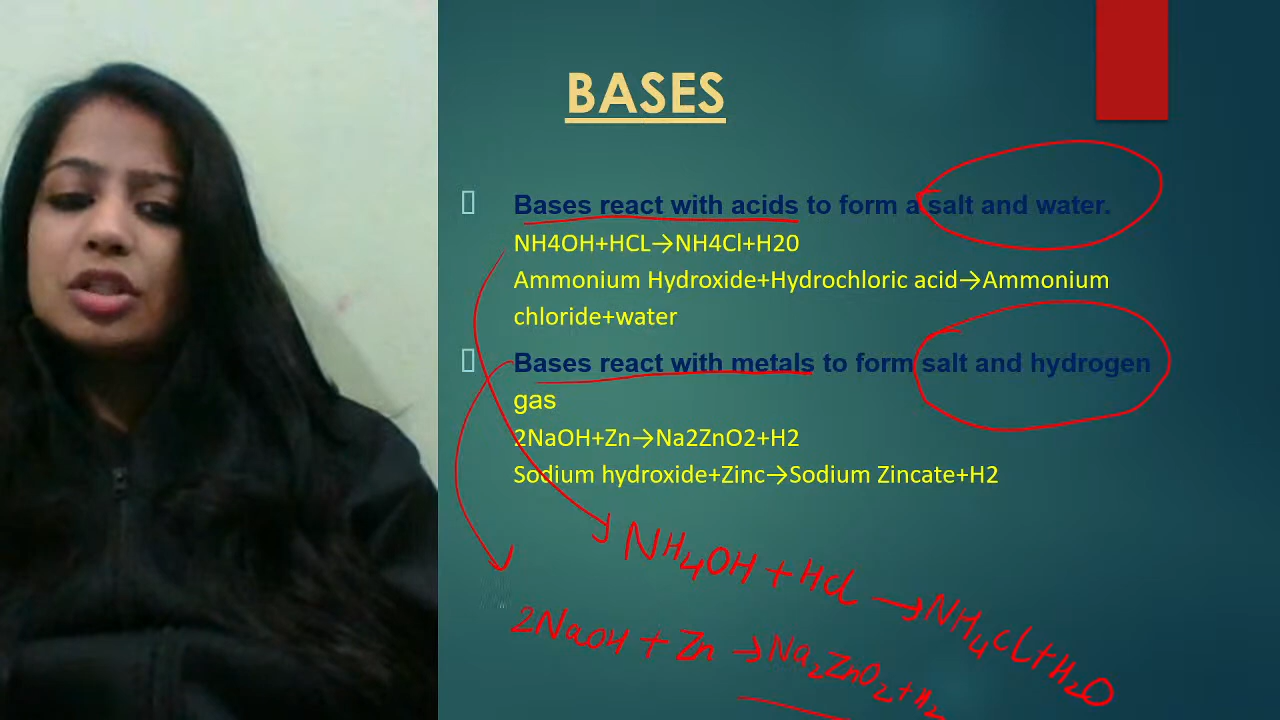 BASES
Bases react with acids to form a salt and water.
NH4OH+HCL→NH4Cl+H20
Ammonium Hydroxide+Hydrochloric acid→Ammonium
chloride+water
Bases react with metals to form salt and hydrogen
gas
2NaOH+Zn→Na2ZnO2+H2
Sodium hydroxide+Zinc→Sodium Zincate+H2
NH₄OH + HCl → NH₄Cl + H₂O
2NaOH + Zn → Na₂ZnO₂ + H₂